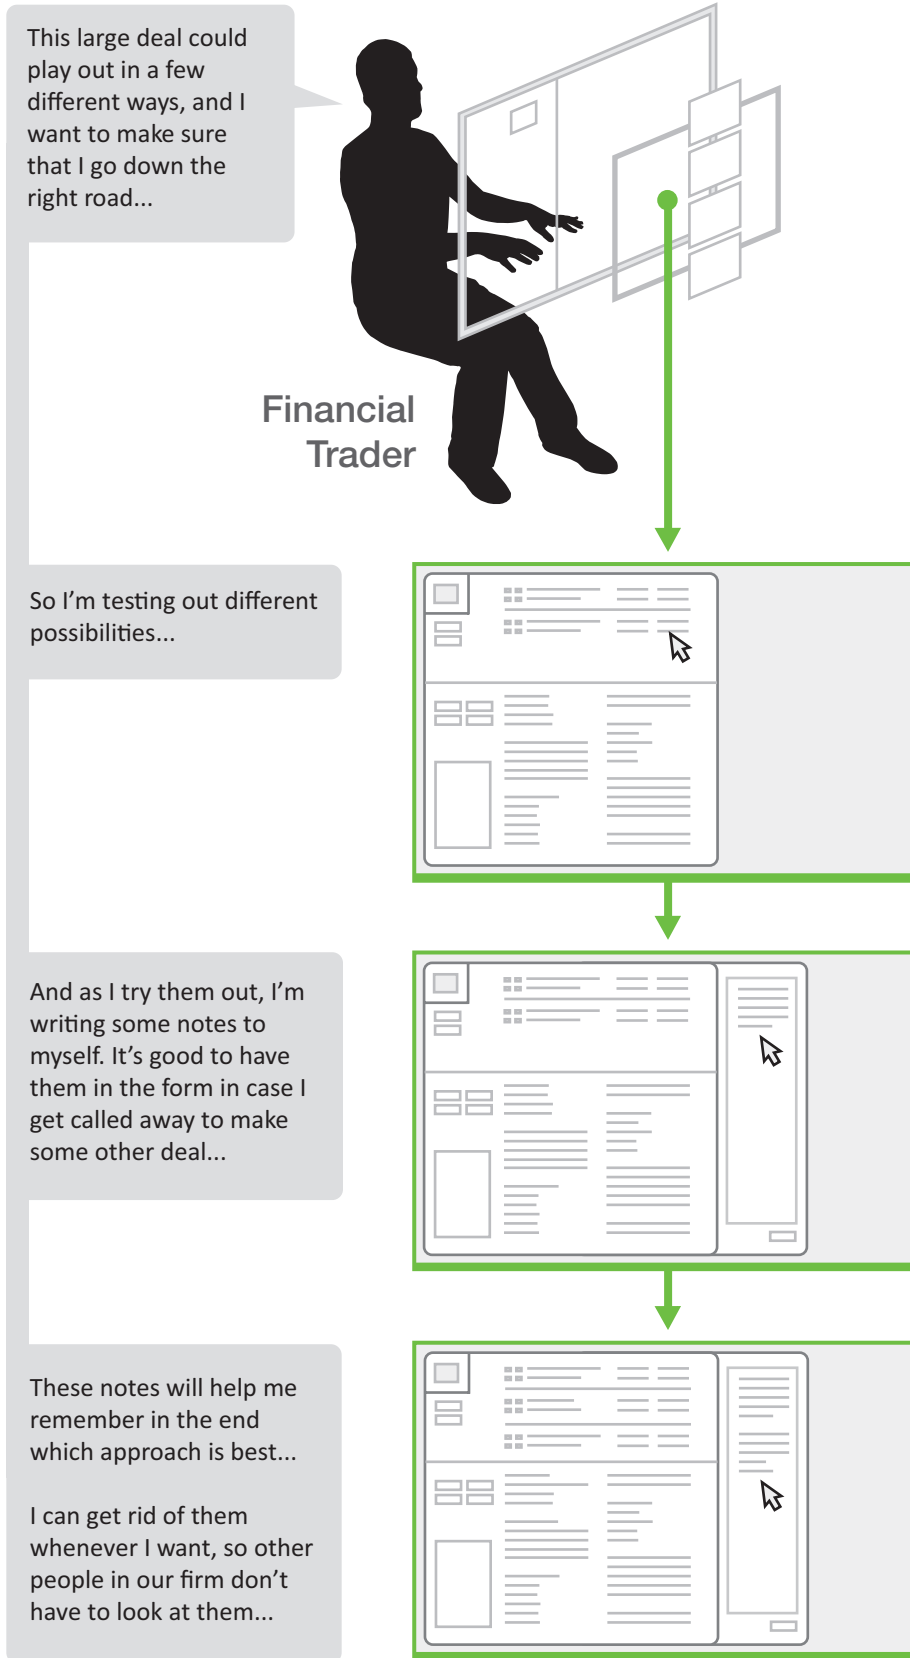 This large deal could
play out in a few
different ways, and I
want to make sure
that I go down the
right road...
Financial
Trader
So I'm testing out different
possibilities...
And as I try them out, I'm
writing some notes to
myself. It's good to have
them in the form in case I
get called away to make
some other deal...
These notes will help me
remember in the end
which approach is best...
I can get rid of them
whenever I want, so other
people in our firm don't
have to look at them...